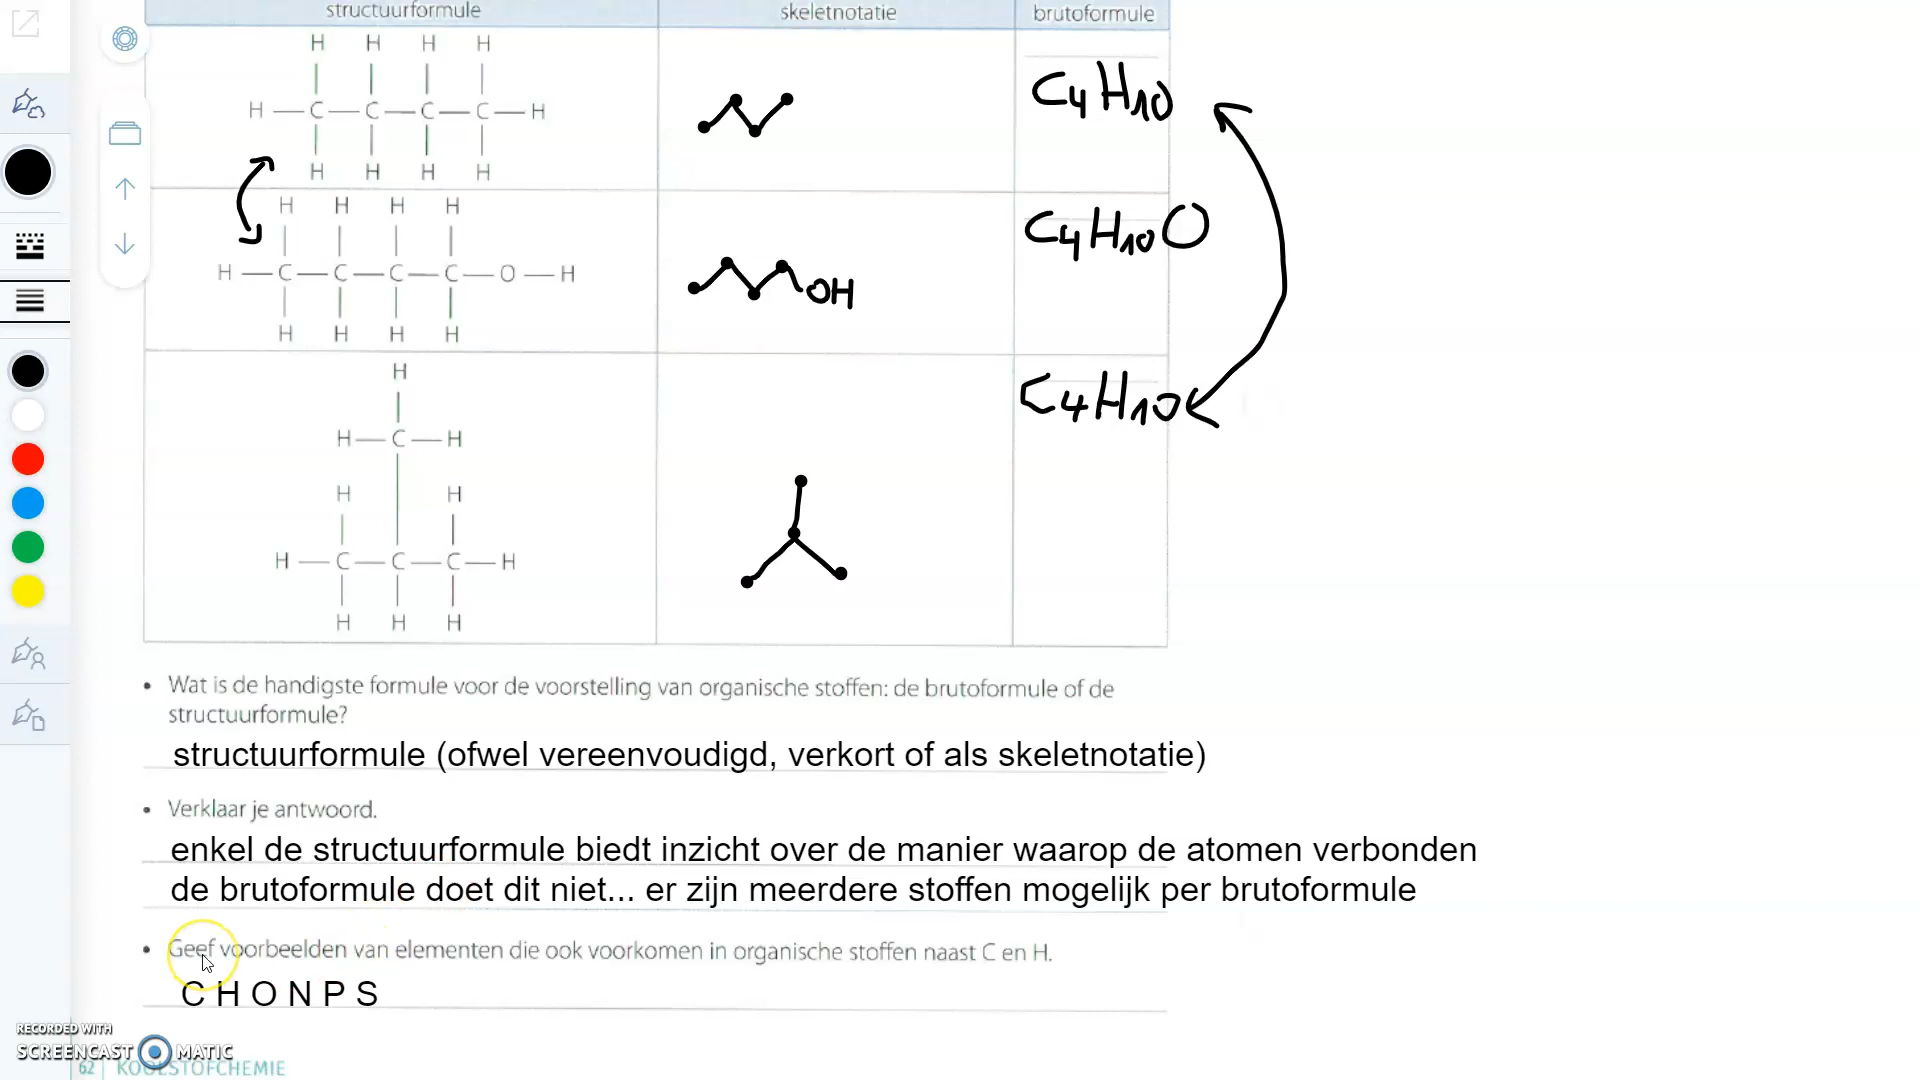 structuurformule skeletnotatie brutoformule
H H H H
H — C — C — C — C — H
H H H H
C4H10
H H H H
H — C — C — C — C — O — H
H H H H
OH
C4H10O
H
H — C — H
H H
H — C — C — C — H
H H H
C4H10
• Wat is de handigste formule voor de voorstelling van organische stoffen: de brutoformule of de
structuurformule?
structuurformule (ofwel vereenvoudigd, verkort of als skeletnotatie)
• Verklaar je antwoord.
enkel de structuurformule biedt inzicht over de manier waarop de atomen verbonden
de brutoformule doet dit niet... er zijn meerdere stoffen mogelijk per brutoformule
• Geef voorbeelden van elementen die ook voorkomen in organische stoffen naast C en H.
C H O N P S
RECORDED WITH
SCREENCAST MATIC
62 | KOOLSTOFCHEMIE